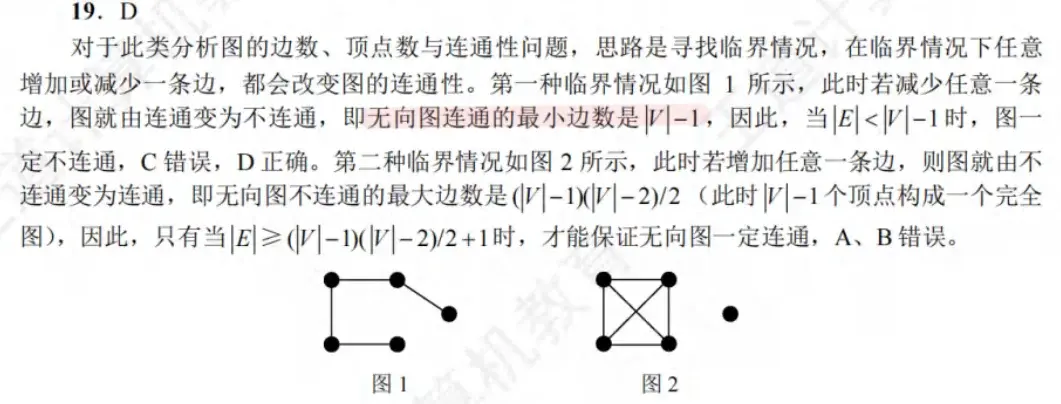 19. D
对于此类分析图的边数、顶点数与连通性问题，思路是寻找临界情况，在临界情况下任意
增加或减少一条边，都会改变图的连通性。第一种临界情况如图 1 所示，此时若减少任意一条
边，图就由连通变为不连通，即无向图连通的最小边数是|V|−1，因此，当|E|<|V|−1时，图一
定不连通，C 错误，D 正确。第二种临界情况如图 2 所示，此时若增加任意一条边，则图就由不
连通变为连通，即无向图不连通的最大边数是(|V|−1)(|V|−2)/2（此时|V|−1个顶点构成一个完全
图），因此，只有当|E|≥(|V|−1)(|V|−2)/2+1时，才能保证无向图一定连通，A、B 错误。
图 1 图 2